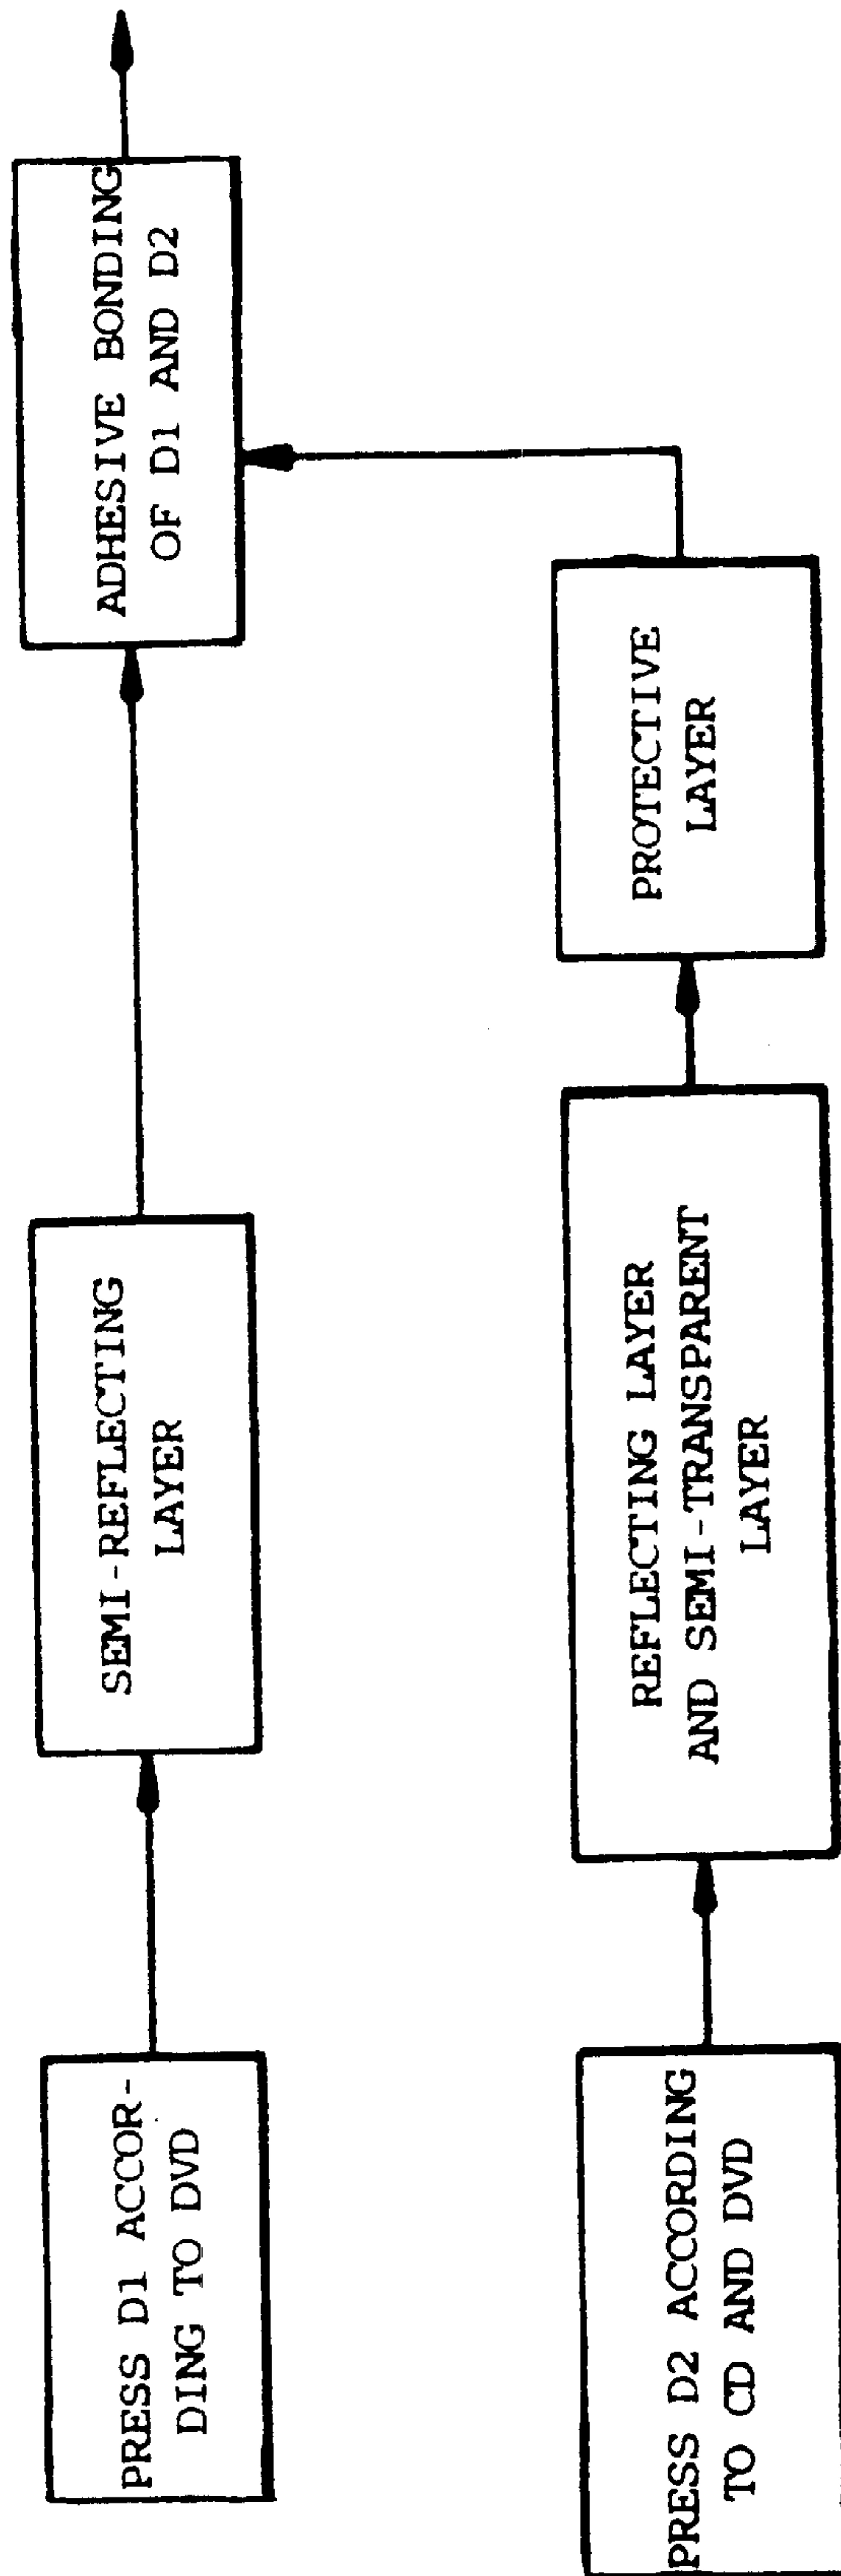 PRESS D1 ACCOR-
DING TO DVD
SEMI-REFLECTING
LAYER
ADHESIVE BONDING
OF D1 AND D2
PRESS D2 ACCORDING
TO CD AND DVD
REFLECTING LAYER
AND SEMI-TRANSPARENT
LAYER
PROTECTIVE
LAYER